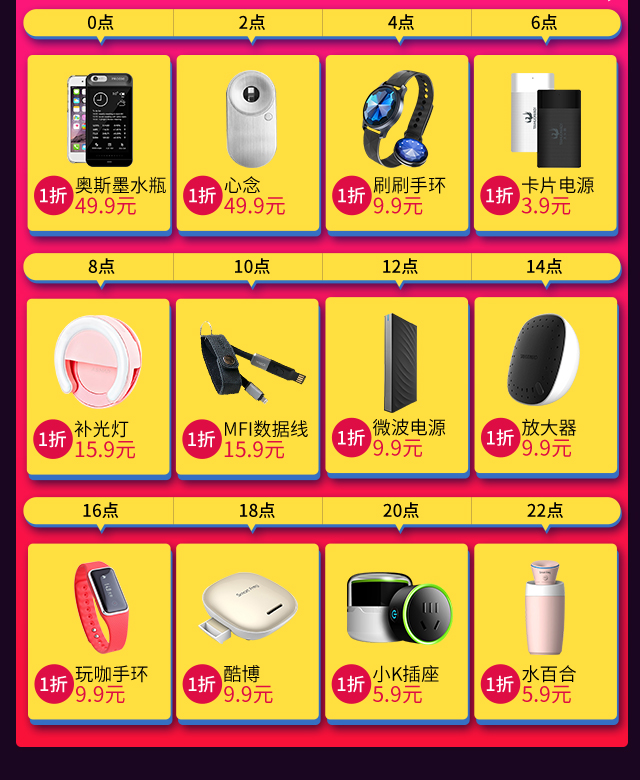 0点 2点 4点 6点
1折 奥斯墨水瓶 49.9元
1折 心念 49.9元
1折 刷刷手环 9.9元
1折 卡片电源 3.9元
8点 10点 12点 14点
1折 补光灯 15.9元
1折 MFI数据线 15.9元
1折 微波电源 9.9元
1折 放大器 9.9元
16点 18点 20点 22点
1折 玩咖手环 9.9元
1折 酷博 9.9元
1折 小K插座 5.9元
1折 水百合 5.9元